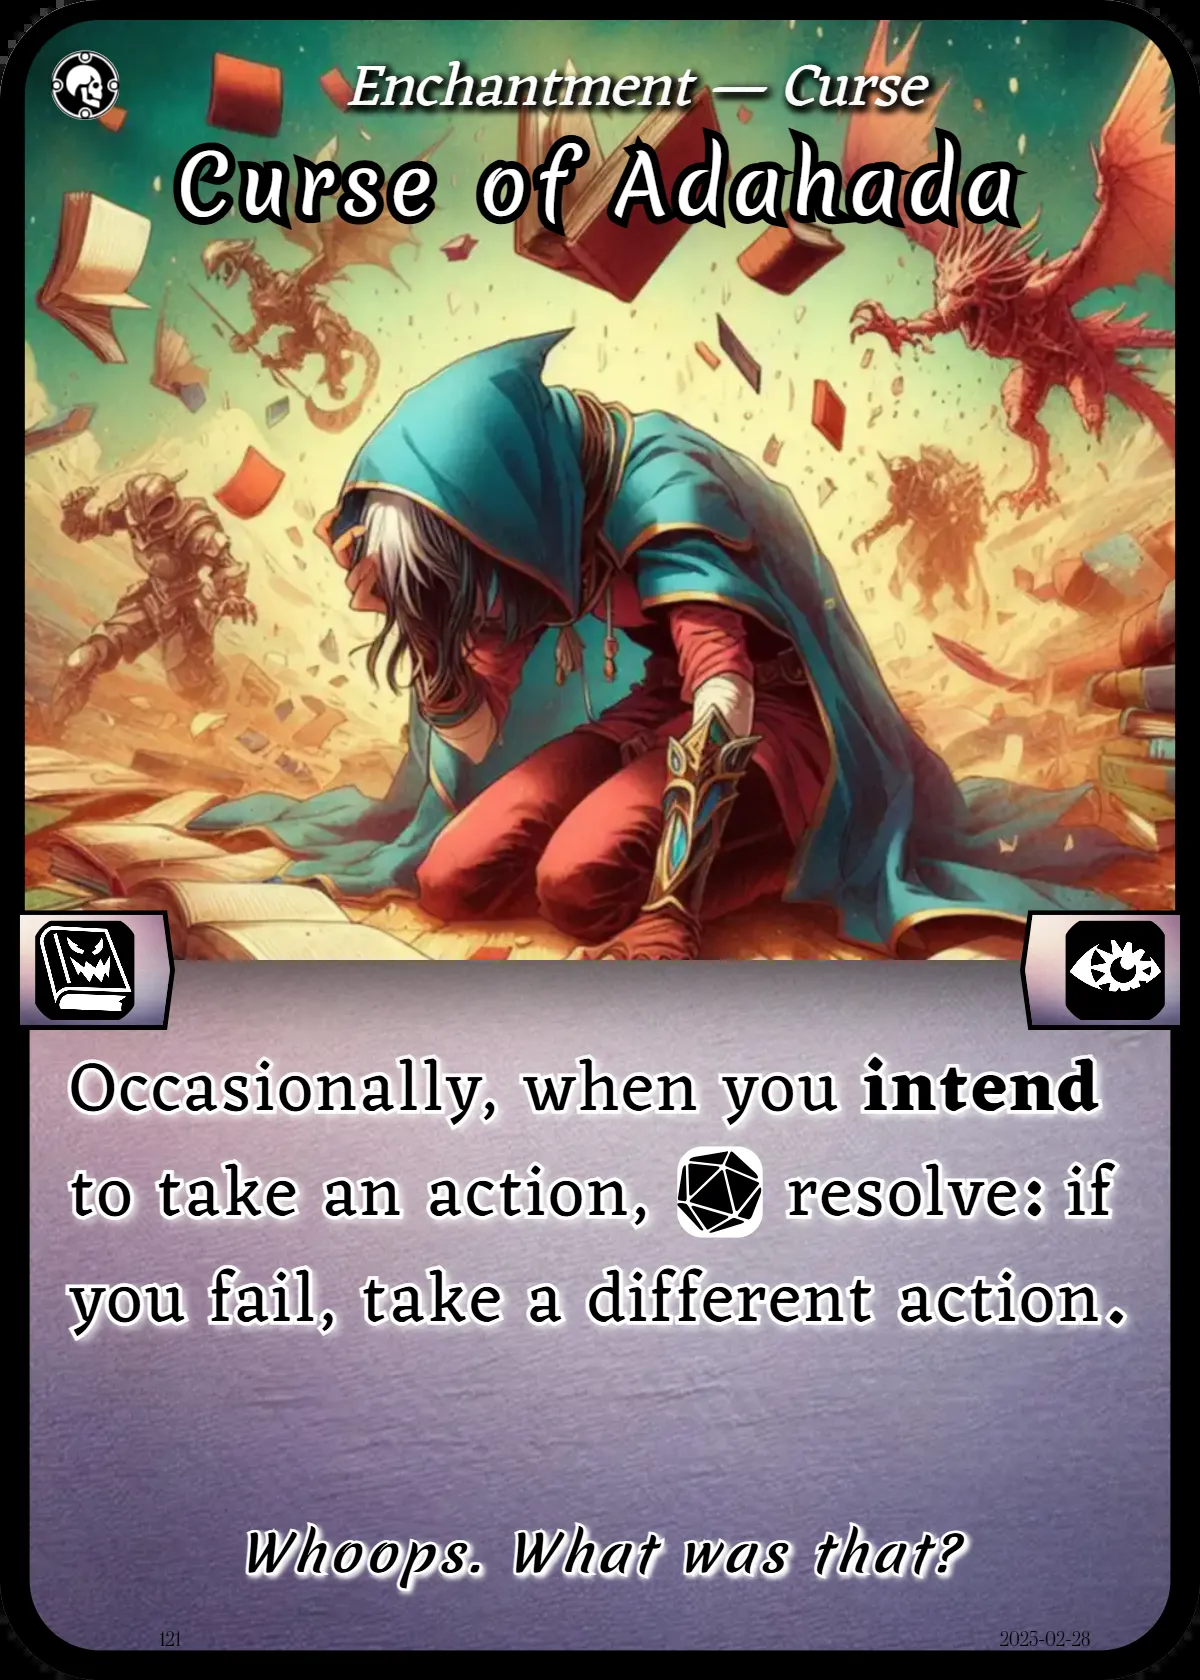 Enchantment — Curse
Curse of Adahada
Occasionally, when you intend
to take an action, resolve: if
you fail, take a different action.
Whoops. What was that?
121
2025-02-28